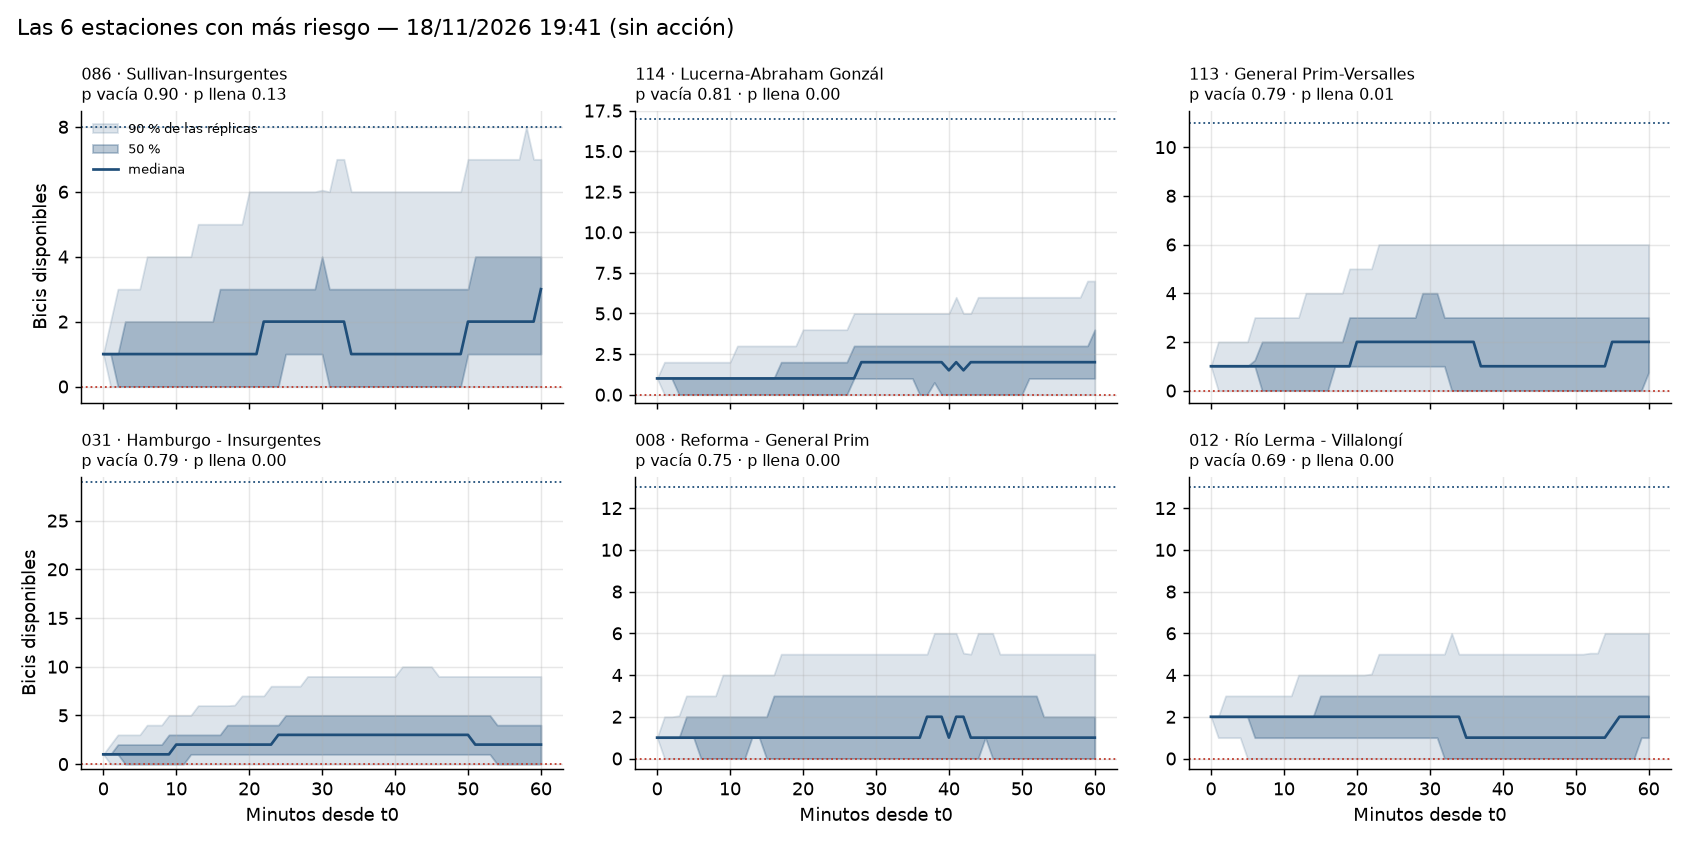 Las 6 estaciones con más riesgo — 18/11/2026 19:41 (sin acción)
086 · Sullivan-Insurgentes
p vacía 0.90 · p llena 0.13
Bicis disponibles
8
6
4
2
0
90 % de las réplicas
50 %
mediana
114 · Lucerna-Abraham Gonzál
p vacía 0.81 · p llena 0.00
17.5
15.0
12.5
10.0
7.5
5.0
2.5
0.0
113 · General Prim-Versalles
p vacía 0.79 · p llena 0.01
10
8
6
4
2
0
031 · Hamburgo - Insurgentes
p vacía 0.79 · p llena 0.00
Bicis disponibles
25
20
15
10
5
0
0 10 20 30 40 50 60
Minutos desde t0
008 · Reforma - General Prim
p vacía 0.75 · p llena 0.00
12
10
8
6
4
2
0
0 10 20 30 40 50 60
Minutos desde t0
012 · Río Lerma - Villalongí
p vacía 0.69 · p llena 0.00
12
10
8
6
4
2
0
0 10 20 30 40 50 60
Minutos desde t0